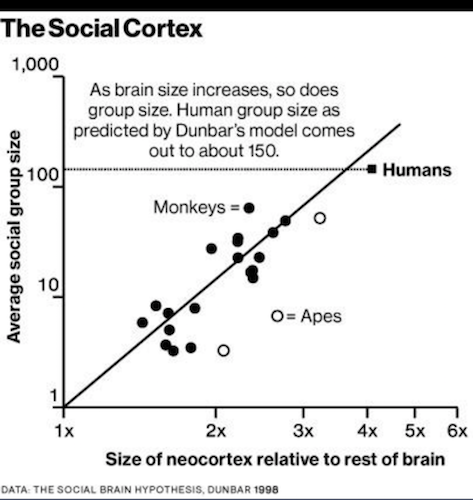 The Social Cortex
1,000
As brain size increases, so does
group size. Human group size as
predicted by Dunbar's model comes
out to about 150.
Humans
100
Monkeys =
10
= Apes
1
Average social group size
1x 2x 3x 4x 5x 6x
Size of neocortex relative to rest of brain
DATA: THE SOCIAL BRAIN HYPOTHESIS, DUNBAR 1998